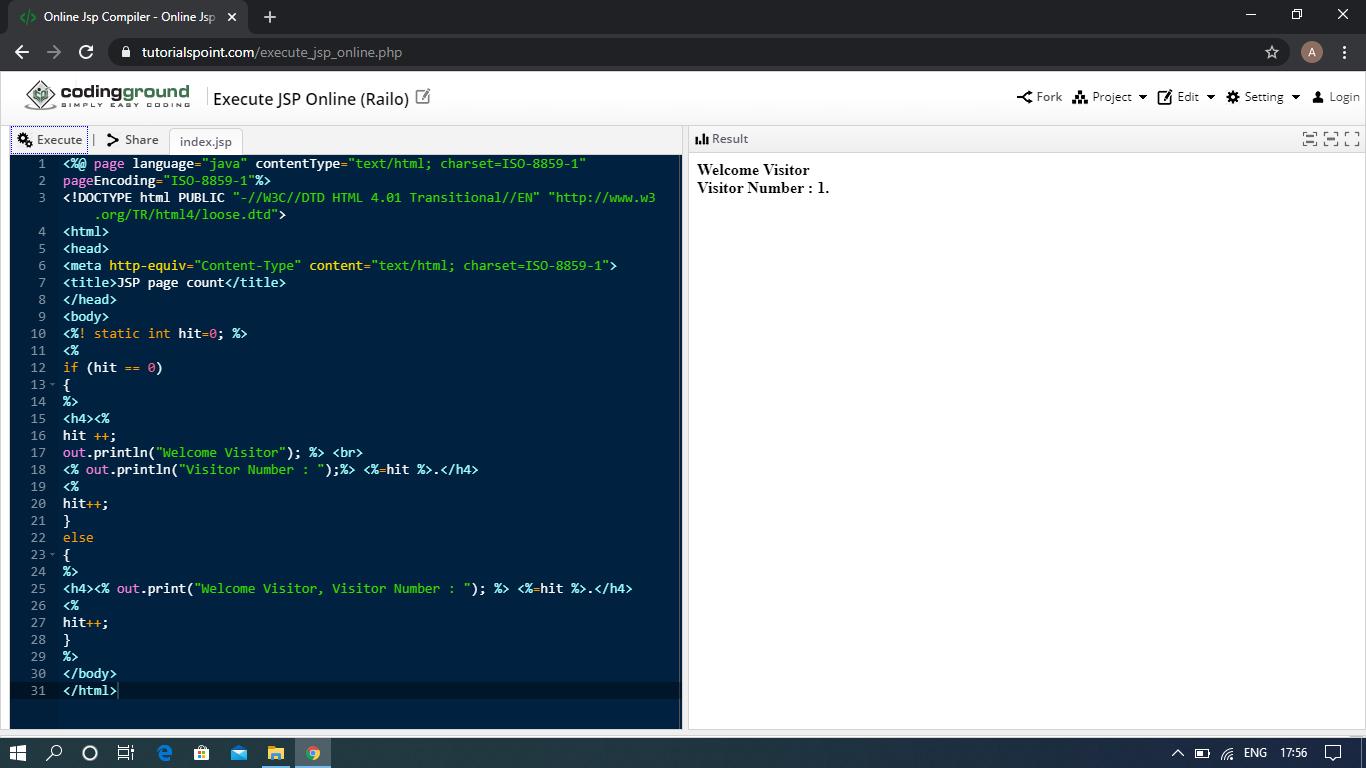 Online Jsp Compiler - Online Jsp
tutorialspoint.com/execute_jsp_online.php
A
codingground
SIMPLY EASY CODING
Execute JSP Online (Railo)
Fork Project Edit Setting Login
Execute | Share index.jsp
Result
1 <%@ page language="java" contentType="text/html; charset=ISO-8859-1"
2 pageEncoding="ISO-8859-1"%>
3 <!DOCTYPE html PUBLIC "-//W3C//DTD HTML 4.01 Transitional//EN" "http://www.w3
.org/TR/html4/loose.dtd">
4 <html>
5 <head>
6 <meta http-equiv="Content-Type" content="text/html; charset=ISO-8859-1">
7 <title>JSP page count</title>
8 </head>
9 <body>
10 <%! static int hit=0; %>
11 <%
12 if (hit == 0)
13 {
14 %>
15 <h4><%
16 hit ++;
17 out.println("Welcome Visitor"); %> <br>
18 <% out.println("Visitor Number : ");%> <%=hit %>.</h4>
19 <%
20 hit++;
21 }
22 else
23 {
24 %>
25 <h4><% out.print("Welcome Visitor, Visitor Number : "); %> <%=hit %>.</h4>
26 <%
27 hit++;
28 }
29 %>
30 </body>
31 </html>
Welcome Visitor
Visitor Number : 1.
ENG 17:56